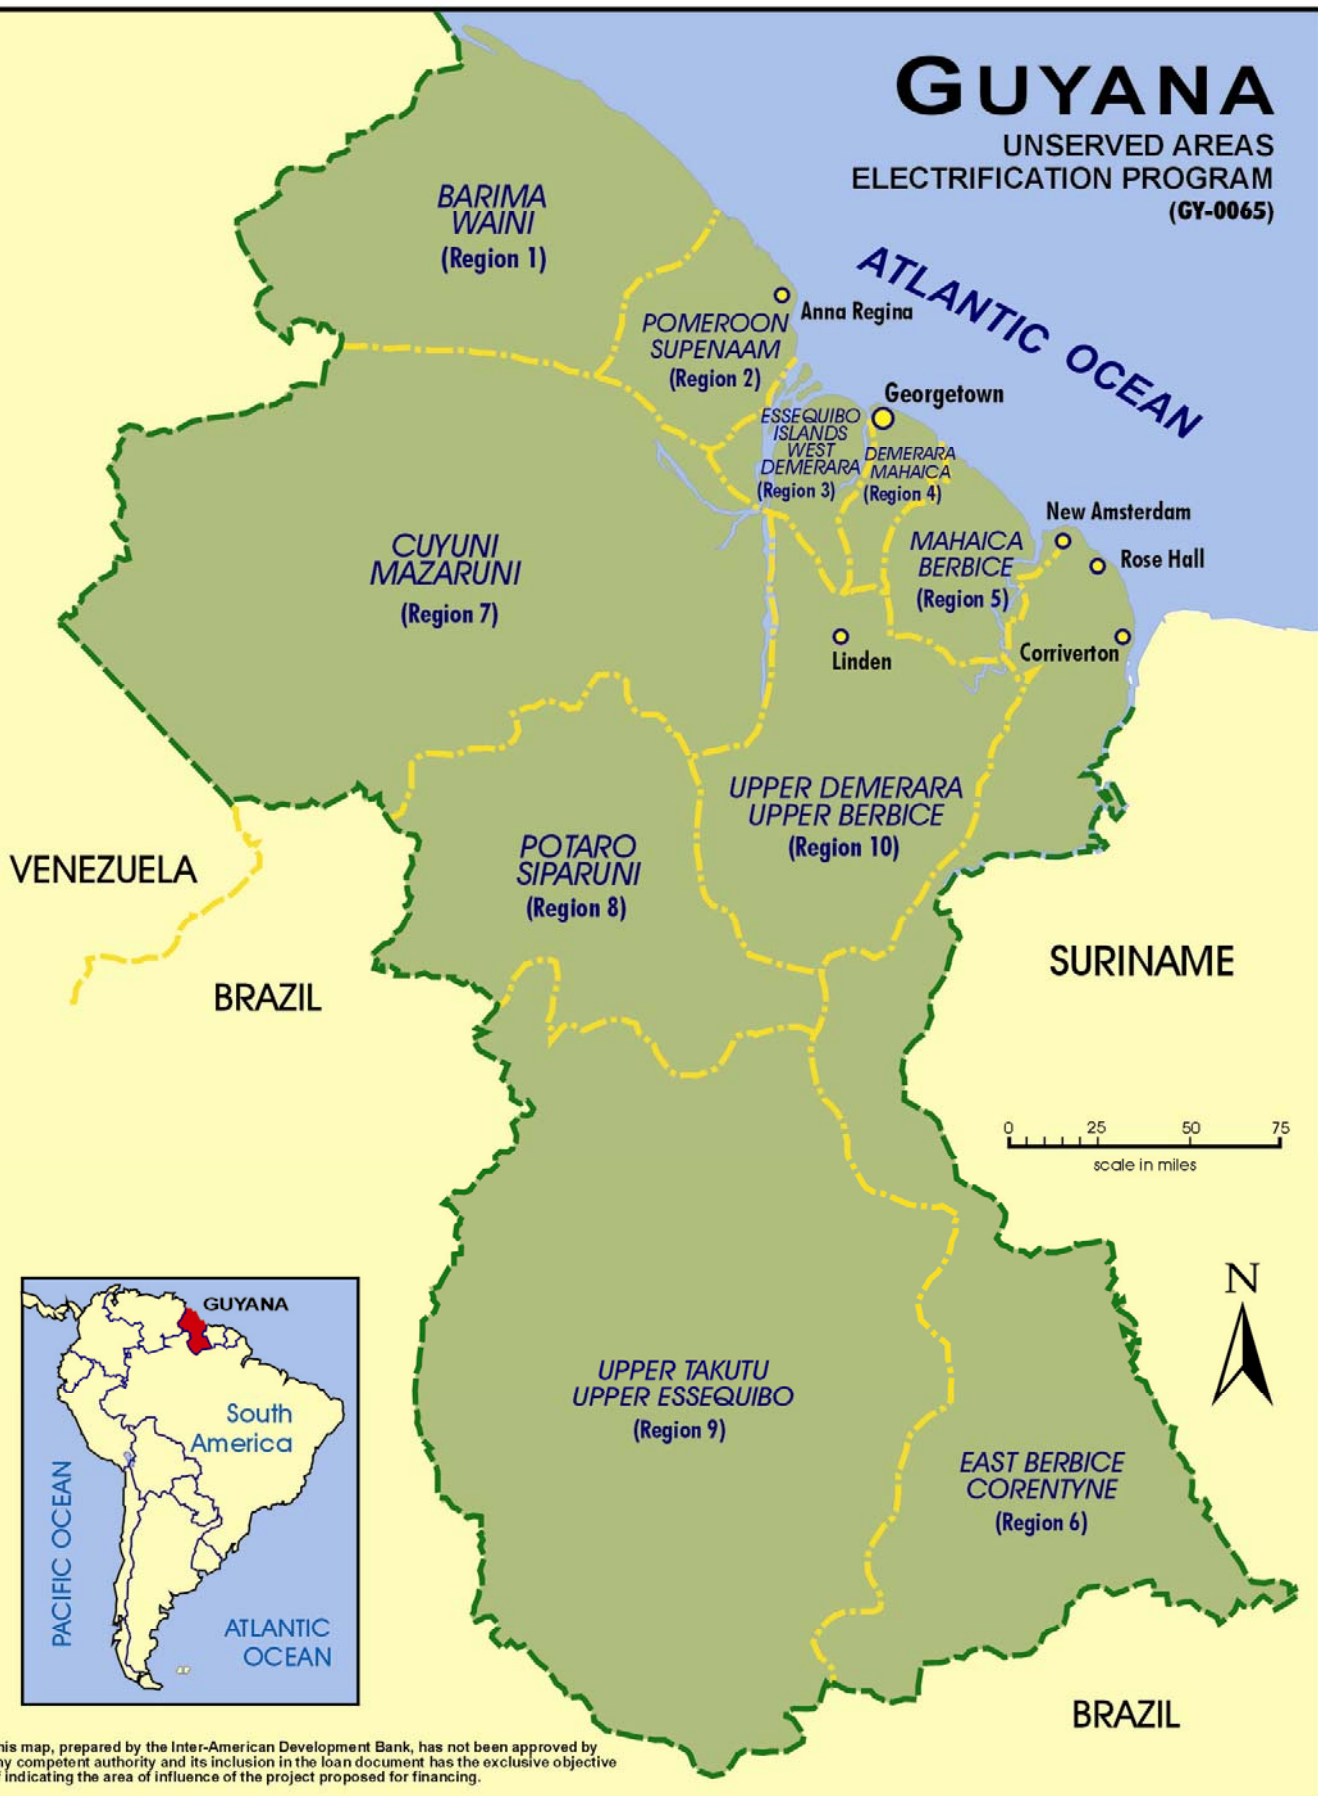 GUYANA
UNSERVED AREAS
ELECTRIFICATION PROGRAM
(GY-0065)
BARIMA
WAINI
(Region 1)
ATLANTIC OCEAN
Anna Regina
POMEROON
SUPENAAM
(Region 2)
Georgetown
ESSEQUIBO
ISLANDS
WEST
DEMERARA
(Region 3)
DEMERARA
MAHAICA
(Region 4)
New Amsterdam
Rose Hall
MAHAICA
BERBICE
(Region 5)
CUYUNI
MAZARUNI
(Region 7)
Linden
Corriverton
UPPER DEMERARA
UPPER BERBICE
(Region 10)
POTARO
SIPARUNI
(Region 8)
VENEZUELA
BRAZIL
SURINAME
0 25 50 75
scale in miles
N
GUYANA
South
America
PACIFIC OCEAN
ATLANTIC
OCEAN
UPPER TAKUTU
UPPER ESSEQUIBO
(Region 9)
EAST BERBICE
CORENTYNE
(Region 6)
BRAZIL
his map, prepared by the Inter-American Development Bank, has not been approved by
ny competent authority and its inclusion in the loan document has the exclusive objective
f indicating the area of influence of the project proposed for financing.